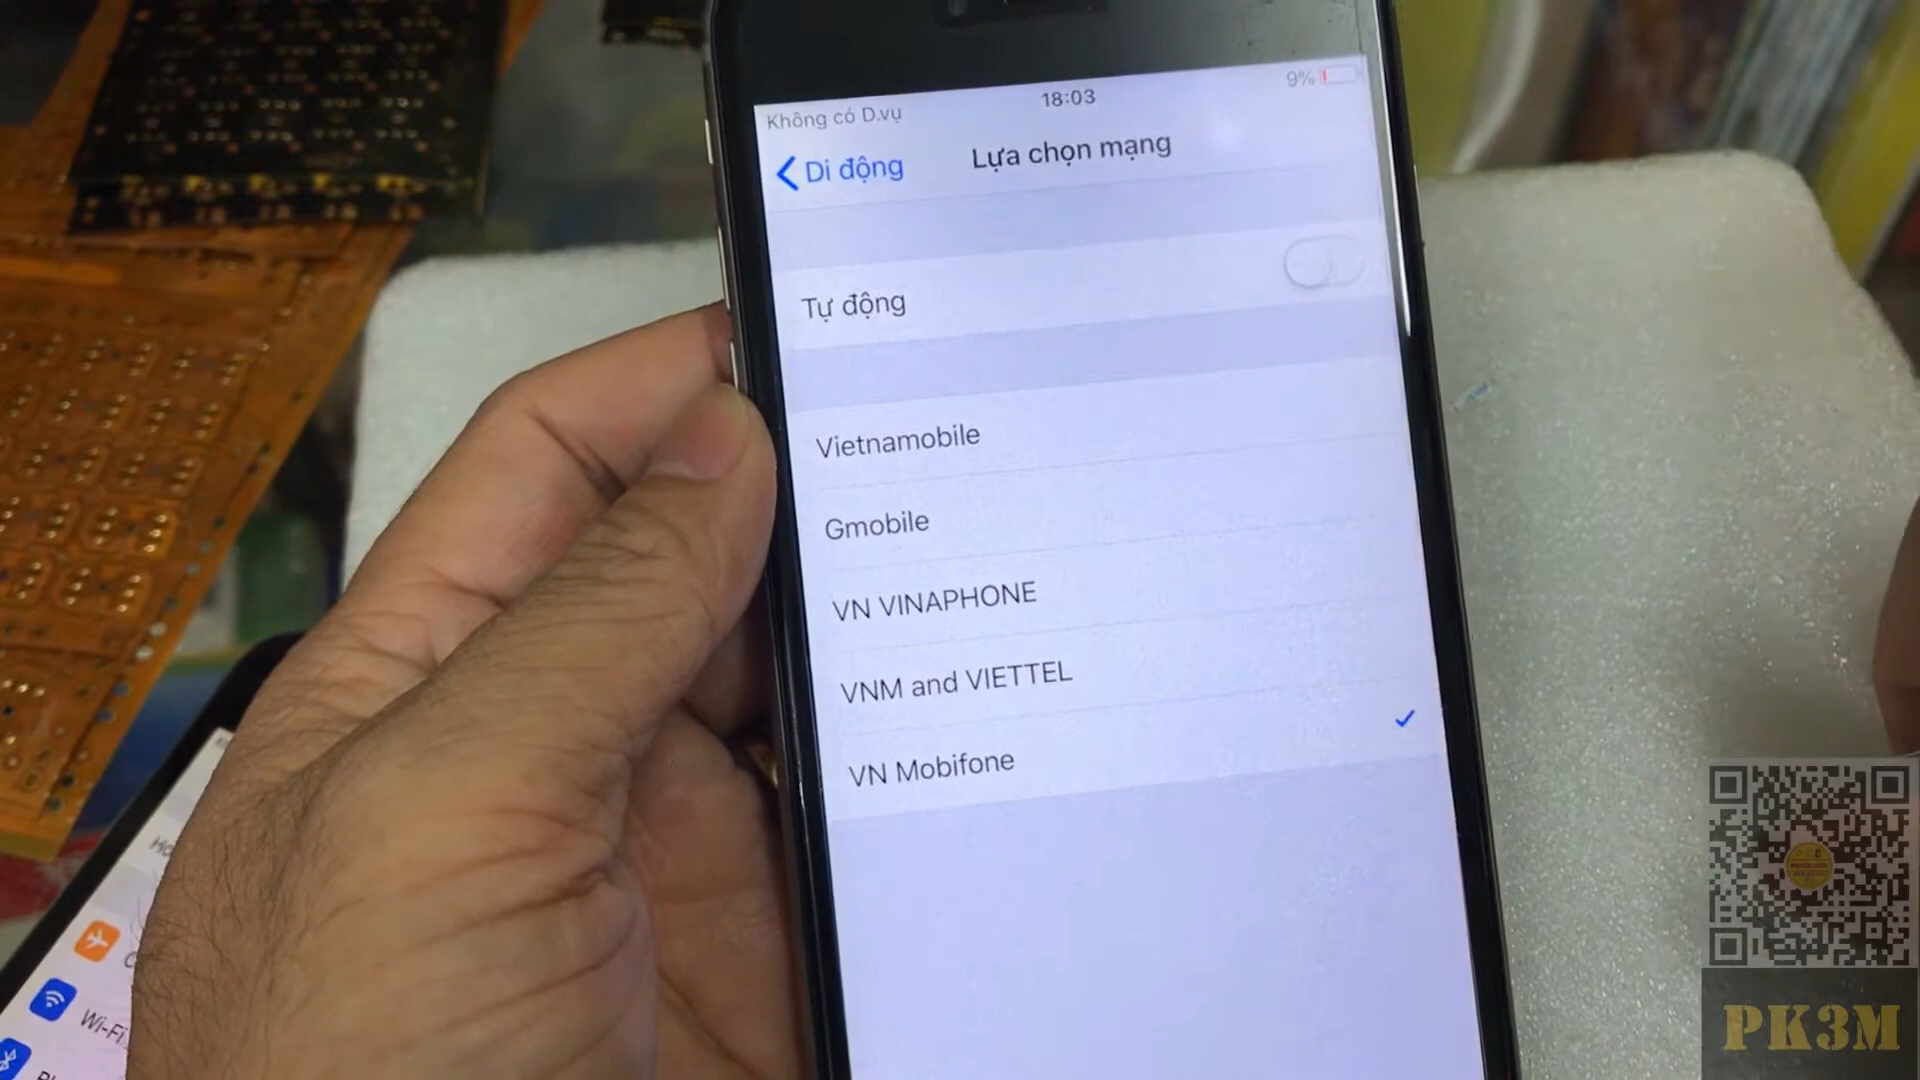 Không có D.vụ
18:03
9%
Di động
Lựa chọn mạng
Tự động
Vietnamobile
Gmobile
VN VINAPHONE
VNM and VIETTEL
VN Mobifone
Wi-Fi
PK3M